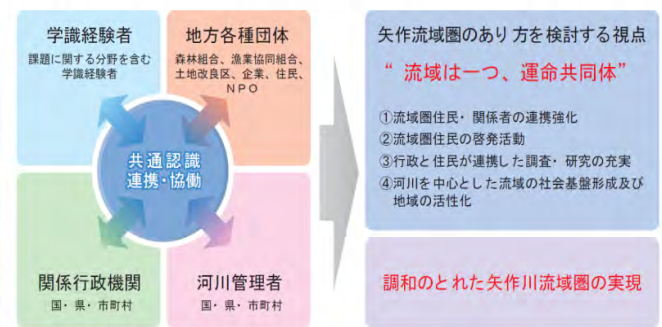 学識経験者
課題に関する分野を含む
学識経験者
地方各種団体
森林組合、漁業協同組合、
土地改良区、企業、住民、
NPO
共通認識
連携・協働
関係行政機関
国・県・市町村
河川管理者
国・県・市町村
矢作流域圏のあり方を検討する視点
“流域は一つ、運命共同体”
①流域圏住民・関係者の連携強化
②流域圏住民の啓発活動
③行政と住民が連携した調査・研究の充実
④河川を中心とした流域の社会基盤形成及び
地域の活性化
調和のとれた矢作川流域圏の実現